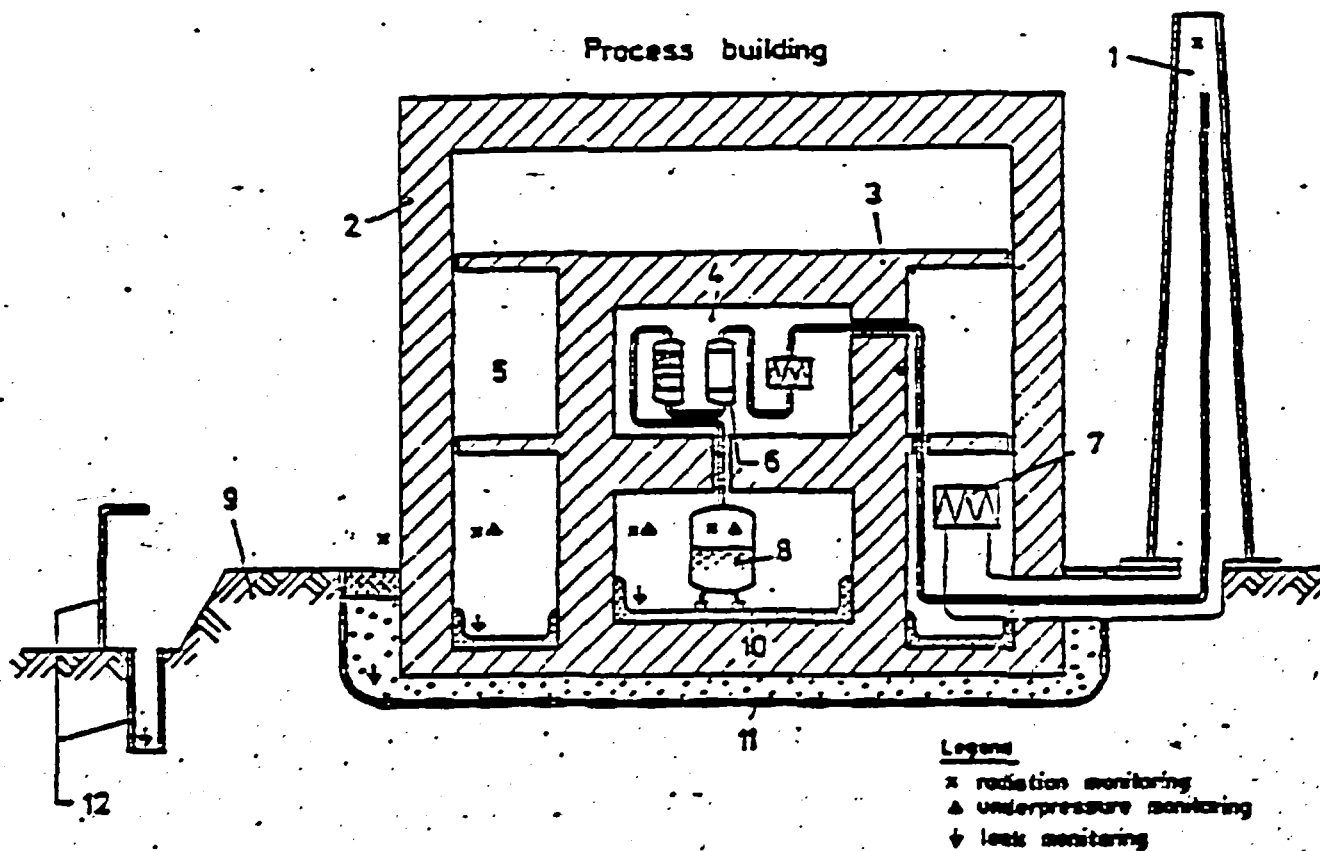 Process building
1
2
3
4
5
6
7
8
9
10
11
12
Legend
× radiation monitoring
△ underpressure monitoring
↓ leak monitoring